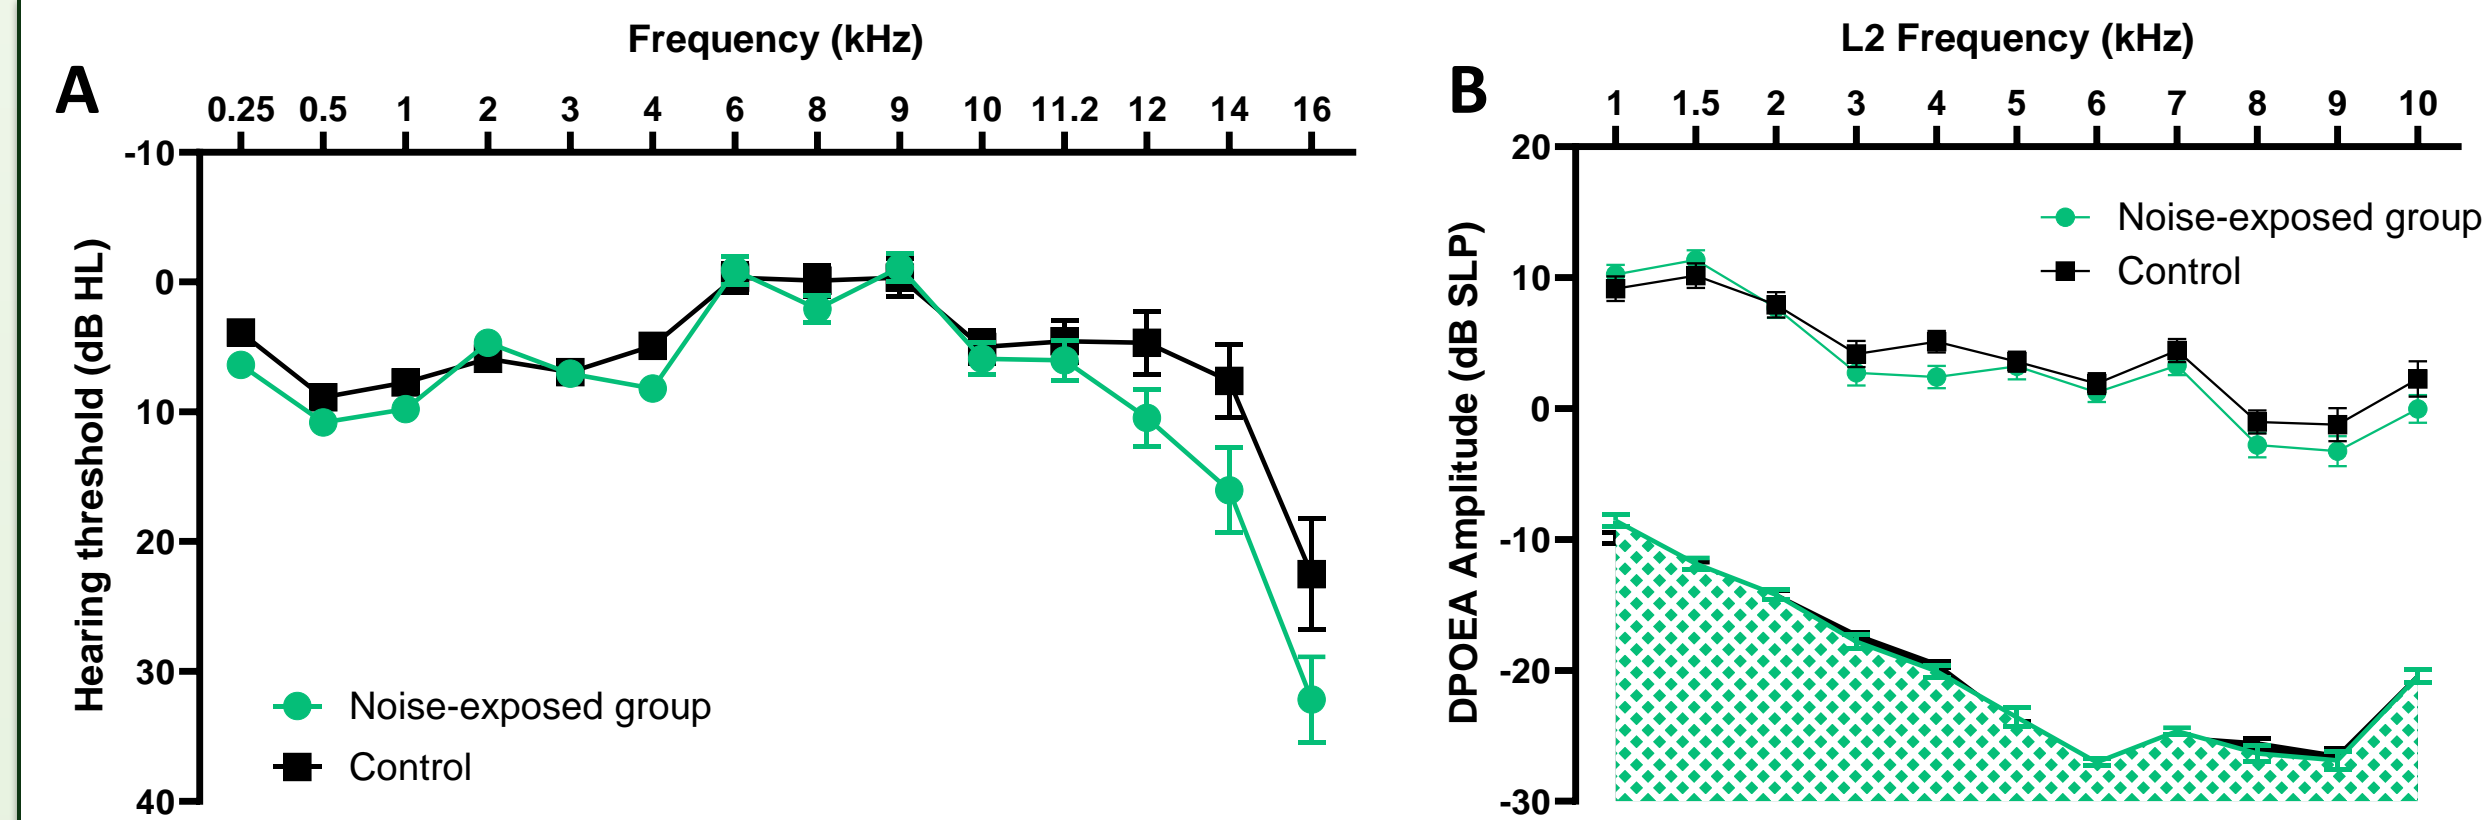 A
Frequency (kHz)
0.25 0.5 1 2 3 4 6 8 9 10 11.2 12 14 16
Hearing threshold (dB HL)
-10
0
10
20
30
40
Noise-exposed group
Control
B
L2 Frequency (kHz)
1 1.5 2 3 4 5 6 7 8 9 10
DPOEA Amplitude (dB SLP)
20
10
0
-10
-20
-30
Noise-exposed group
Control